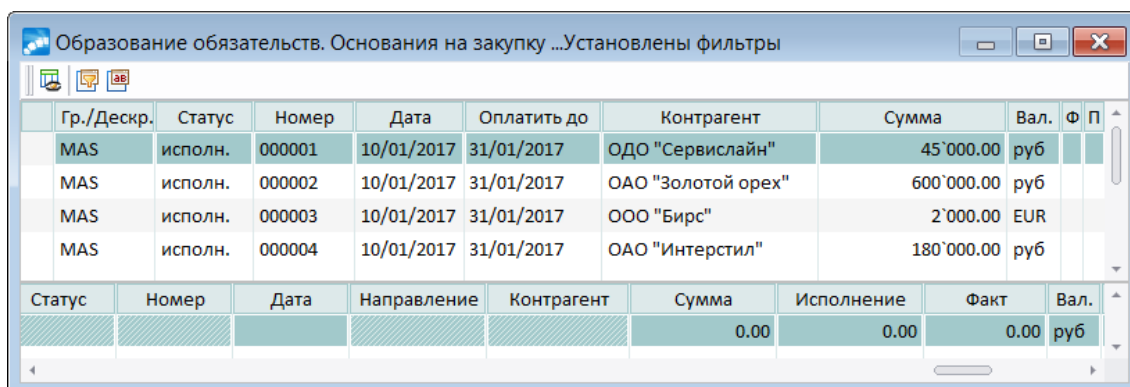 Образование обязательств. Основания на закупку ...Установлены фильтры
Гр./Дескр. Статус Номер Дата Оплатить до Контрагент Сумма Вал. Ф П
MAS исполн. 000001 10/01/2017 31/01/2017 ОДО "Сервислайн" 45`000.00 руб
MAS исполн. 000002 10/01/2017 31/01/2017 ОАО "Золотой орех" 600`000.00 руб
MAS исполн. 000003 10/01/2017 31/01/2017 ООО "Бирс" 2`000.00 EUR
MAS исполн. 000004 10/01/2017 31/01/2017 ОАО "Интерстил" 180`000.00 руб
Статус Номер Дата Направление Контрагент Сумма Исполнение Факт Вал.
0.00 0.00 0.00 руб